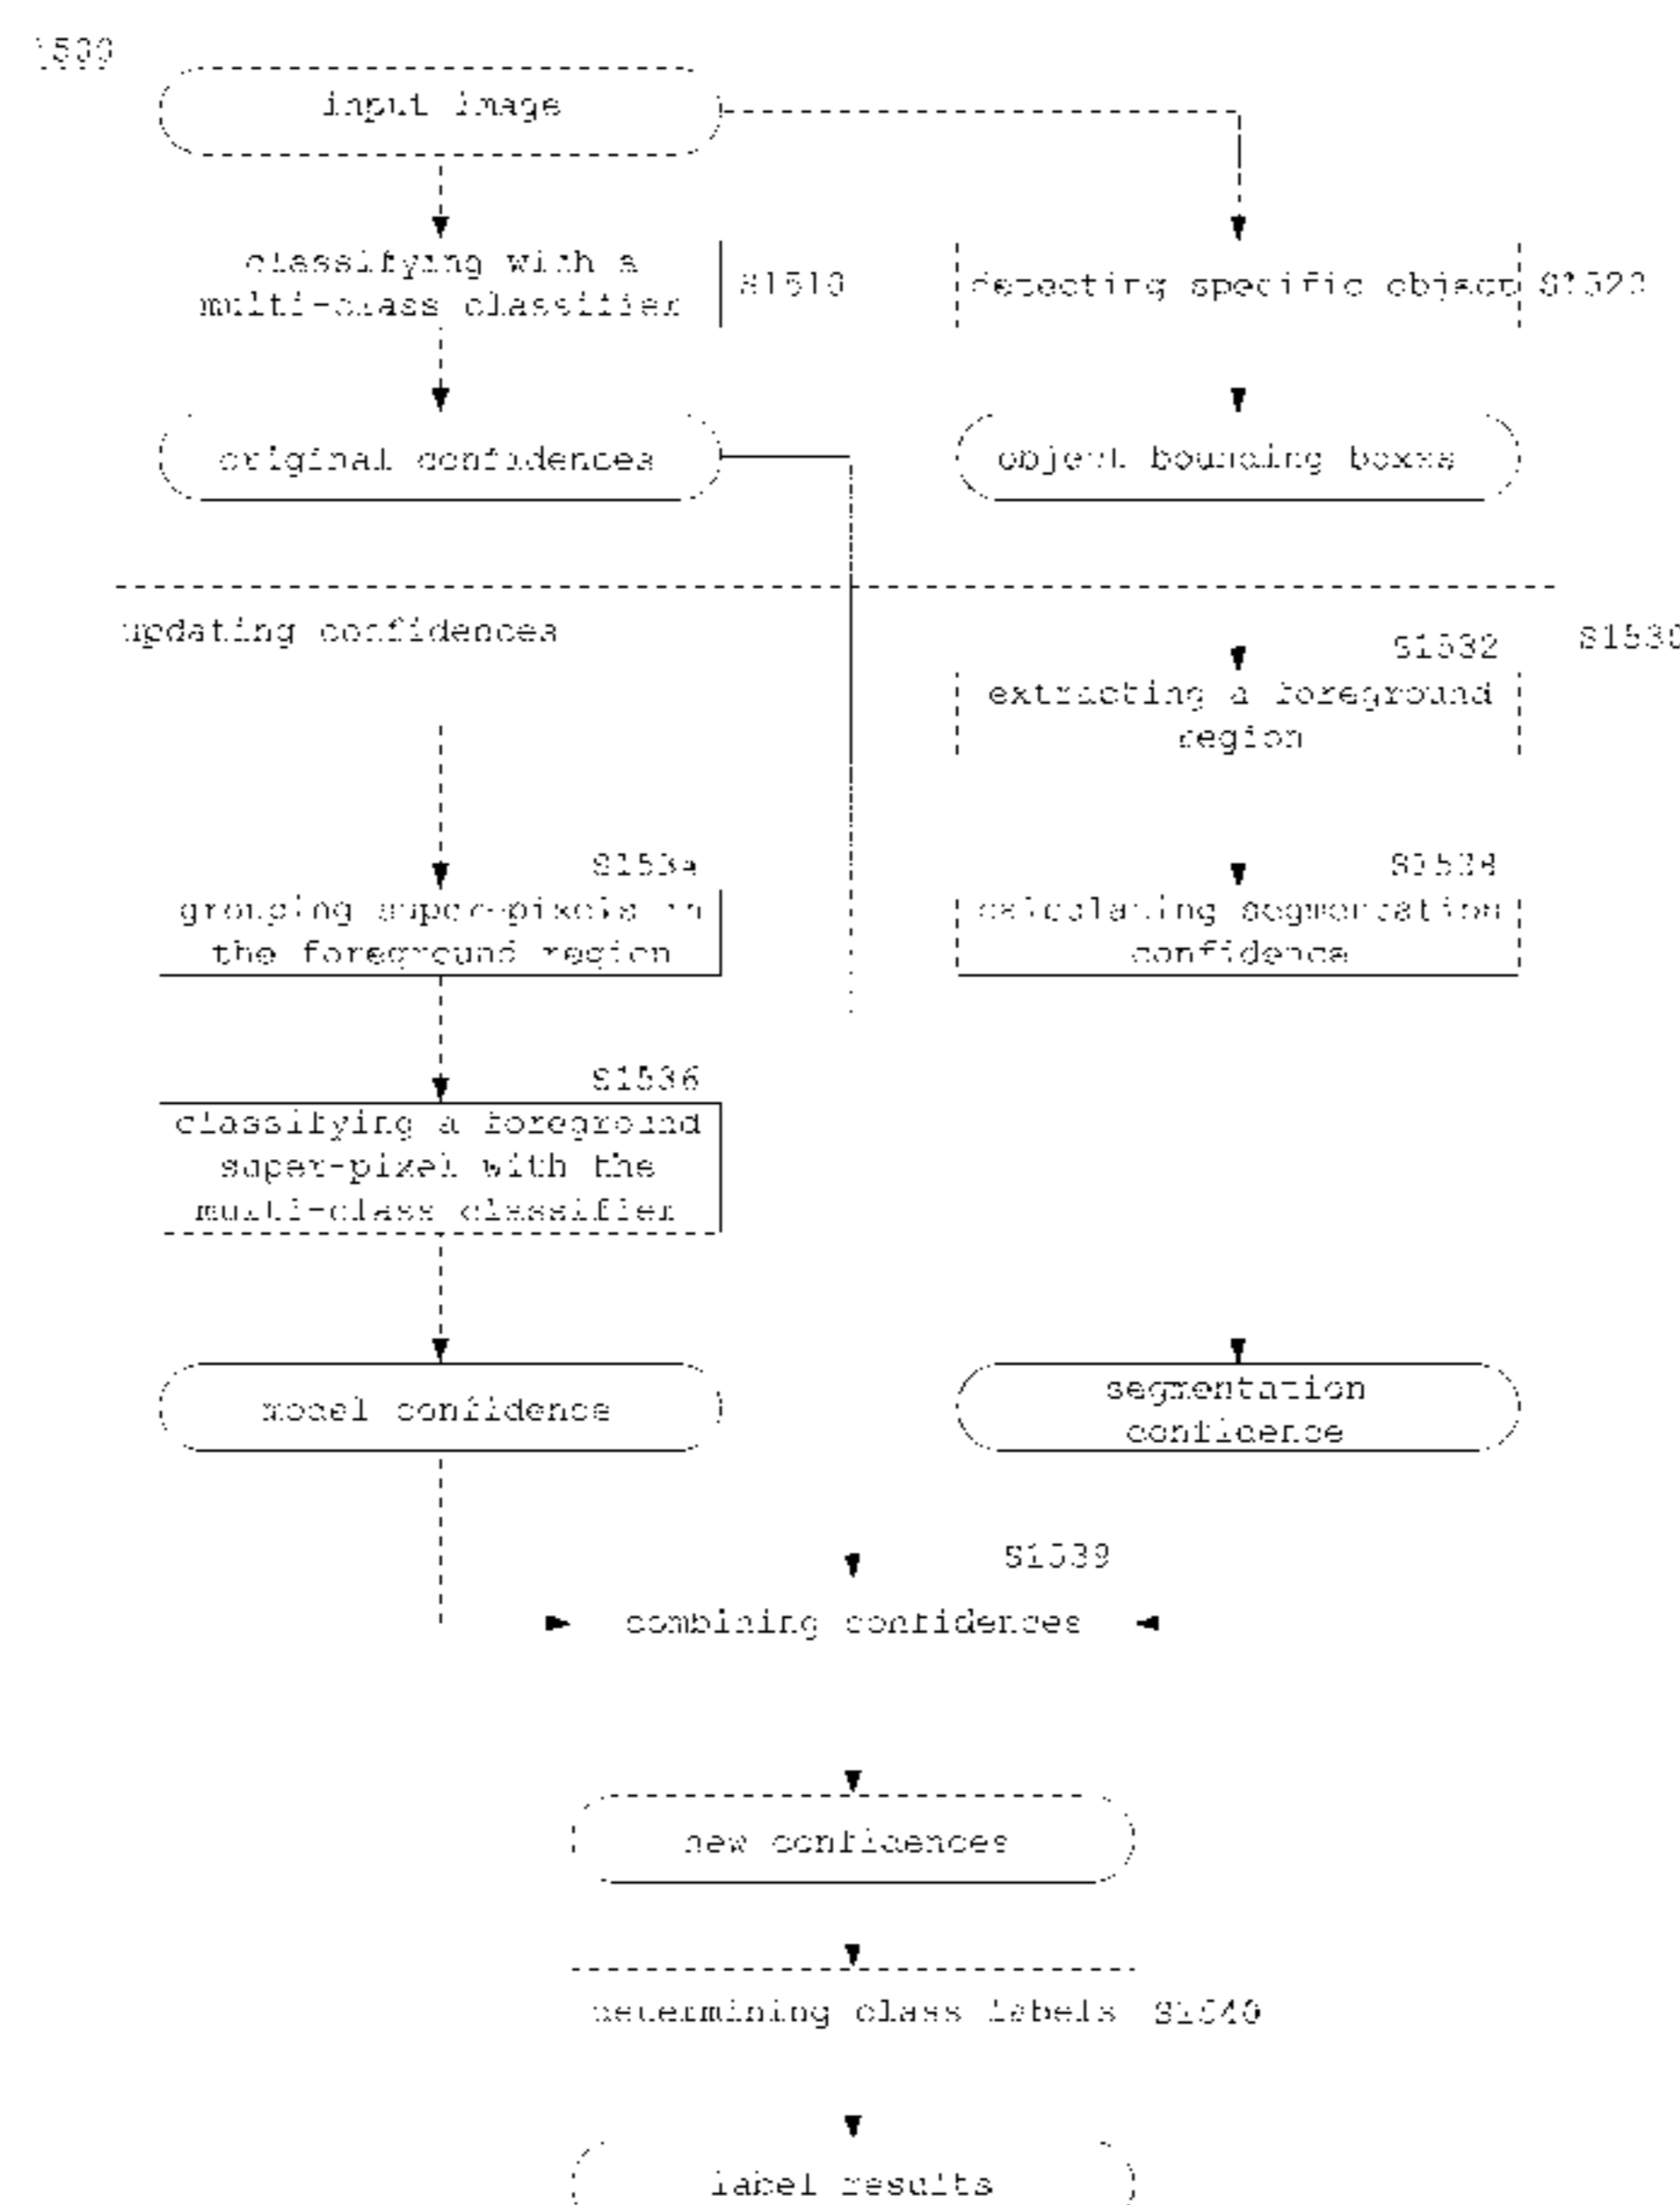 1500
input image
classifying with a
multi-class classifier
S1510
detecting specific object
S1520
original confidences
object bounding boxes
updating confidences
S1530
S1532
extracting a foreground
region
S1534
grouping super-pixels in
the foreground region
S1538
calculating segmentation
confidence
S1536
classifying a foreground
super-pixel with the
multi-class classifier
model confidence
segmentation
confidence
S1539
combining confidences
new confidences
determining class labels
S1540
label results